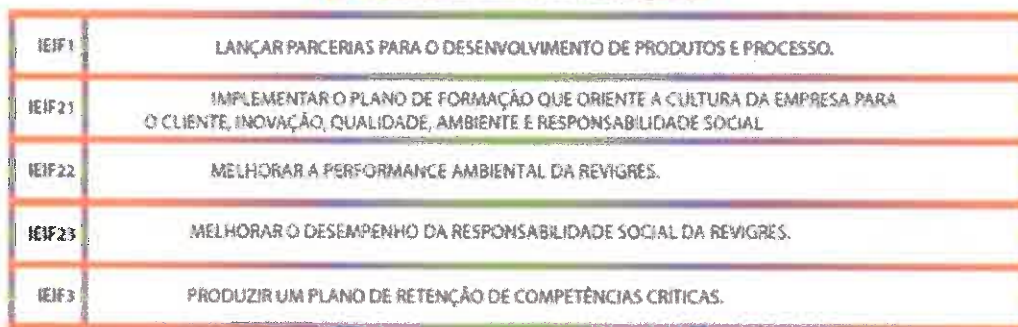 IEIF1 LANÇAR PARCERIAS PARA O DESENVOLVIMENTO DE PRODUTOS E PROCESSO.
IEIF21 IMPLEMENTAR O PLANO DE FORMAÇÃO QUE ORIENTE A CULTURA DA EMPRESA PARA
O CLIENTE, INOVAÇÃO, QUALIDADE, AMBIENTE E RESPONSABILIDADE SOCIAL
IEIF22 MELHORAR A PERFORMANCE AMBIENTAL DA REVIGRES.
IEIF23 MELHORAR O DESEMPENHO DA RESPONSABILIDADE SOCIAL DA REVIGRES.
IEIF3 PRODUZIR UM PLANO DE RETENÇÃO DE COMPETÊNCIAS CRITICAS.